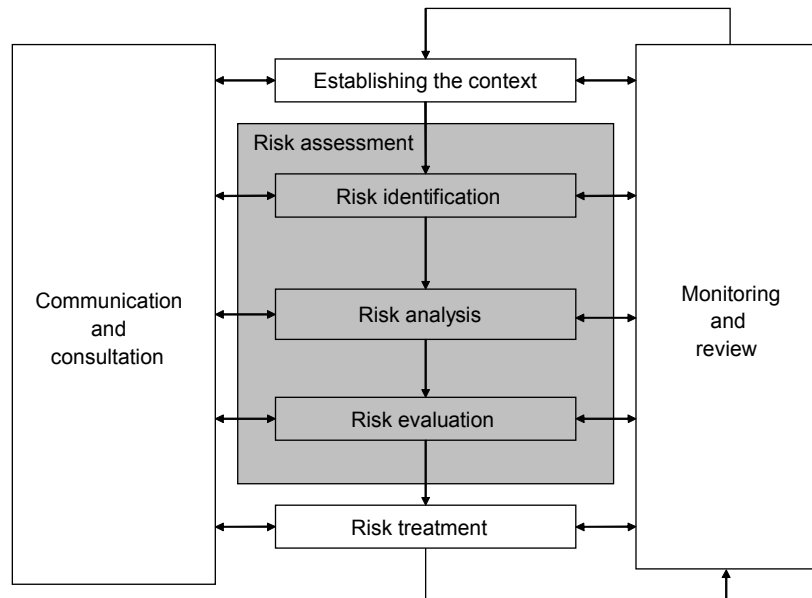 Establishing the context
Risk assessment
Risk identification
Communication
and
consultation
Risk analysis
Monitoring
and
review
Risk evaluation
Risk treatment